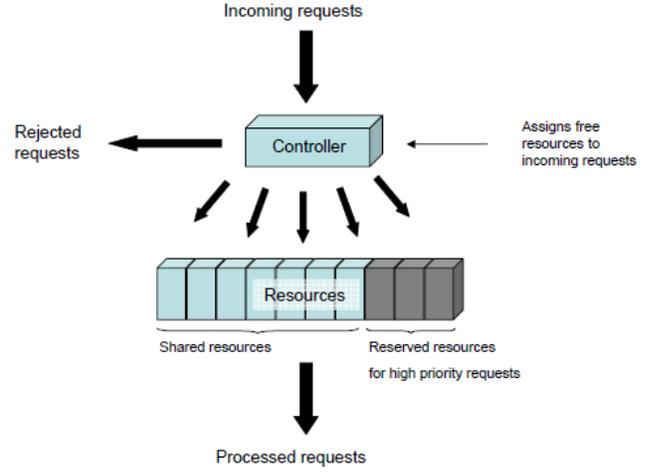 Incoming requests
Rejected
requests
Controller
Assigns free
resources to
incoming requests
Resources
Shared resources
Reserved resources
for high priority requests
Processed requests